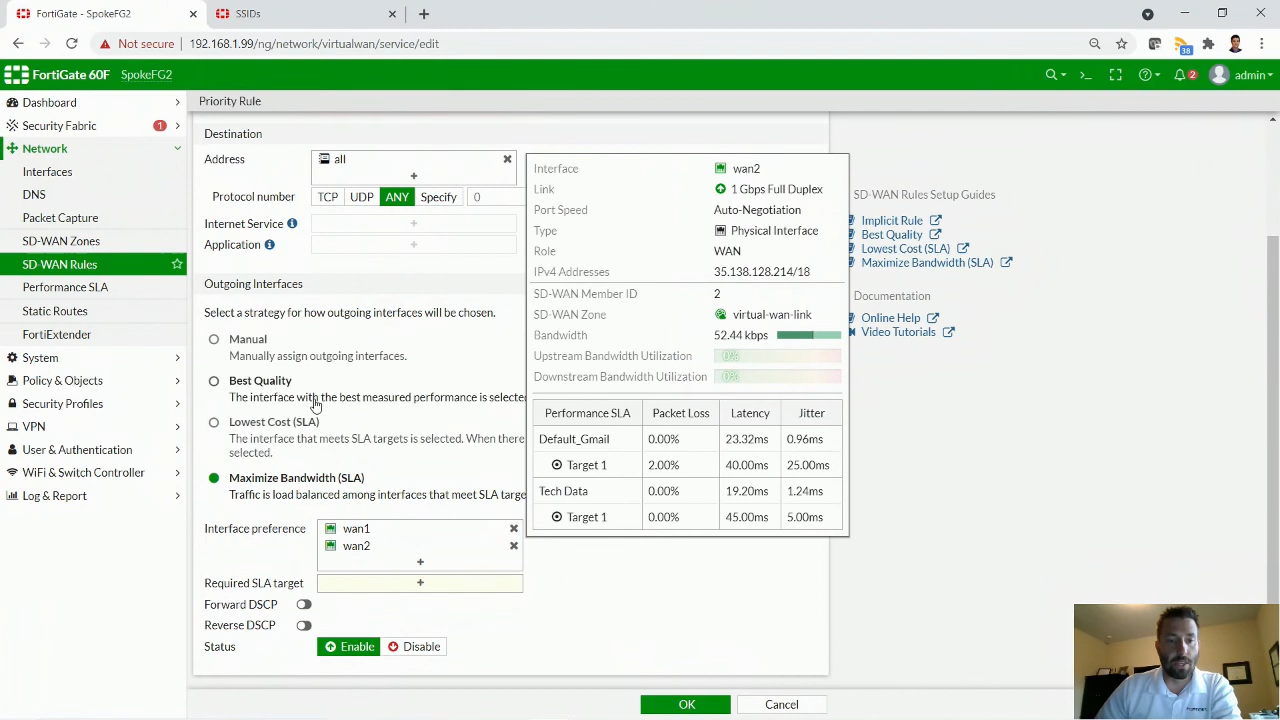 FortiGate - SpokeFG2
SSIDs
Not secure
192.168.1.99/ng/network/virtualwan/service/edit
38
FortiGate 60F
SpokeFG2
2
admin
Dashboard
Security Fabric
1
Network
Interfaces
DNS
Packet Capture
SD-WAN Zones
SD-WAN Rules
Performance SLA
Static Routes
FortiExtender
System
Policy & Objects
Security Profiles
VPN
User & Authentication
WiFi & Switch Controller
Log & Report
Priority Rule
Destination
Address
all
Protocol number
TCP
UDP
ANY
Specify
0
Internet Service
Application
Outgoing Interfaces
Select a strategy for how outgoing interfaces will be chosen.
Manual
Manually assign outgoing interfaces.
Best Quality
The interface with the best measured performance is selected
Lowest Cost (SLA)
The interface that meets SLA targets is selected. When there
selected.
Maximize Bandwidth (SLA)
Traffic is load balanced among interfaces that meet SLA targe
Interface preference
wan1
wan2
Required SLA target
Forward DSCP
Reverse DSCP
Status
Enable
Disable
OK
Cancel
Interface
wan2
Link
1 Gbps Full Duplex
Port Speed
Auto-Negotiation
Type
Physical Interface
Role
WAN
IPv4 Addresses
35.138.128.214/18
SD-WAN Member ID
2
SD-WAN Zone
virtual-wan-link
Bandwidth
52.44 kbps
Upstream Bandwidth Utilization
0%
Downstream Bandwidth Utilization
0%
Performance SLA Packet Loss Latency Jitter
Default_Gmail 0.00% 23.32ms 0.96ms
Target 1 2.00% 40.00ms 25.00ms
Tech Data 0.00% 19.20ms 1.24ms
Target 1 0.00% 45.00ms 5.00ms
SD-WAN Rules Setup Guides
Implicit Rule
Best Quality
Lowest Cost (SLA)
Maximize Bandwidth (SLA)
Documentation
Online Help
Video Tutorials